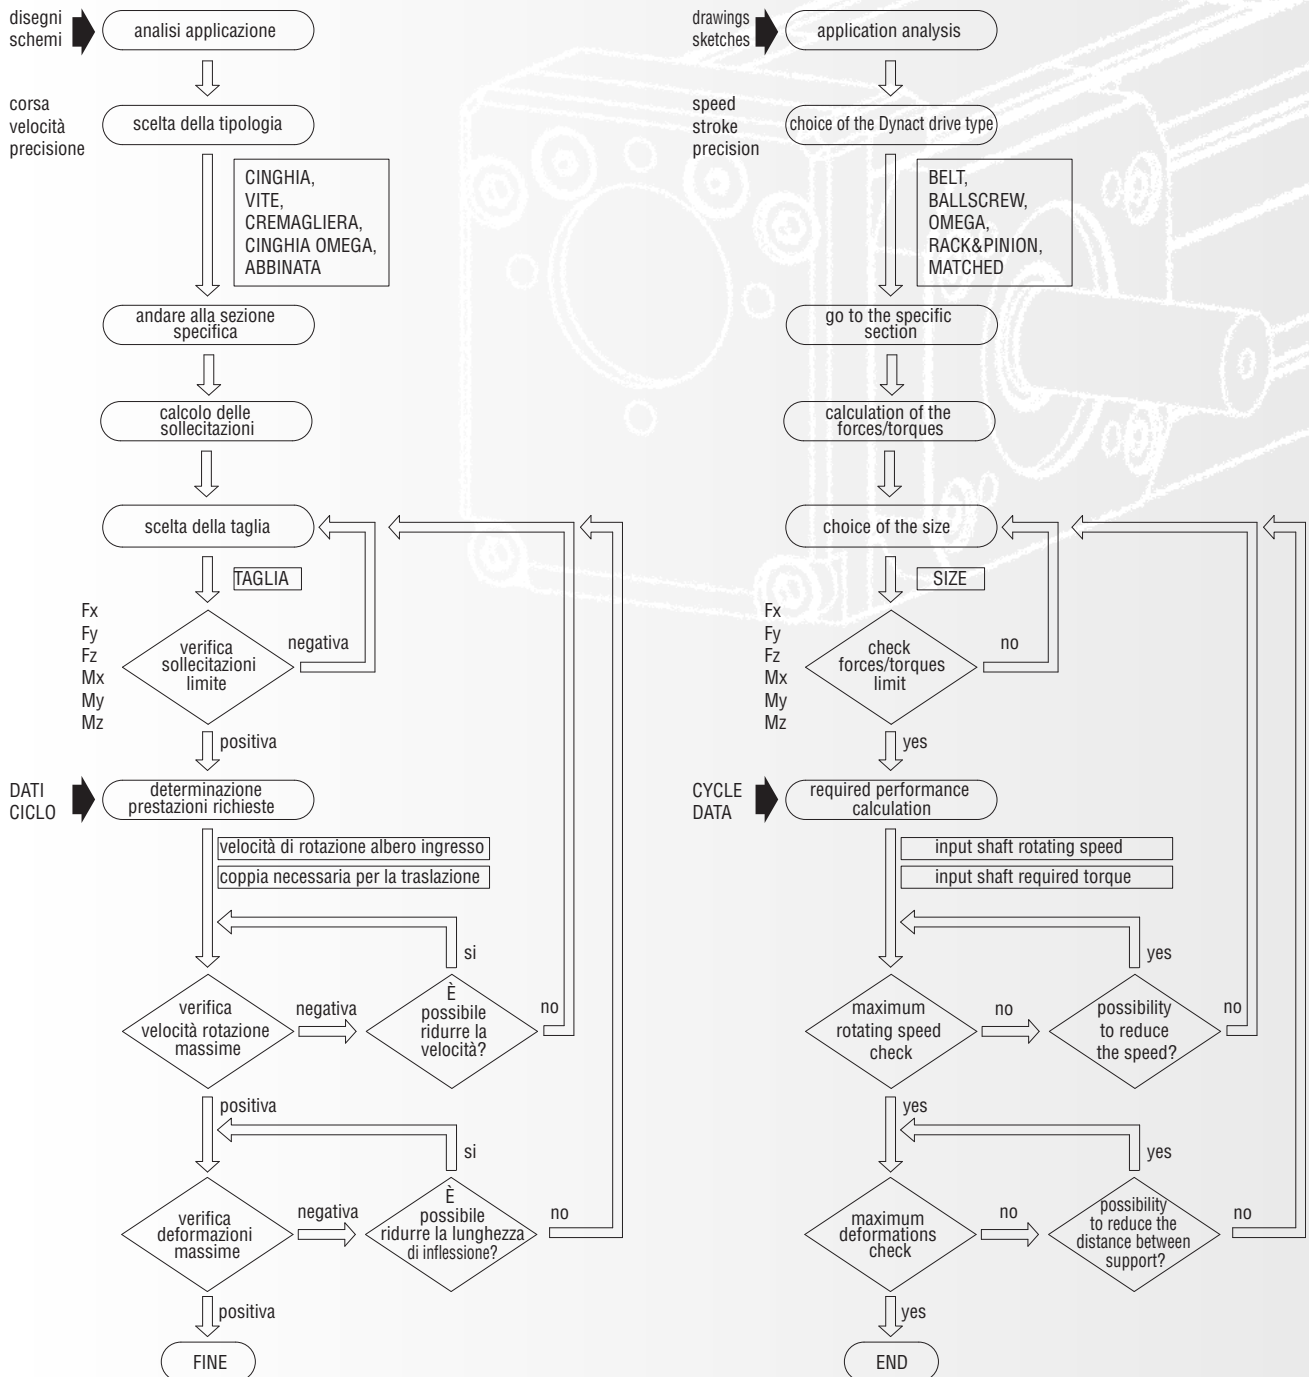 disegni
schemi
analisi applicazione
corsa
velocità
precisione
scelta della tipologia
CINGHIA,
VITE,
CREMAGLIERA,
CINGHIA OMEGA,
ABBINATA
andare alla sezione
specifica
calcolo delle
sollecitazioni
scelta della taglia
TAGLIA
Fx
Fy
Fz
Mx
My
Mz
verifica
sollecitazioni
limite
negativa
positiva
DATI
CICLO
determinazione
prestazioni richieste
velocità di rotazione albero ingresso
coppia necessaria per la traslazione
si
verifica
velocità rotazione
massime
negativa
È
possibile
ridurre la
velocità?
no
positiva
si
verifica
deformazioni
massime
negativa
È
possibile
ridurre la lunghezza
di inflessione?
no
positiva
FINE
drawings
sketches
application analysis
speed
stroke
precision
choice of the Dynact drive type
BELT,
BALLSCREW,
OMEGA,
RACK&PINION,
MATCHED
go to the specific
section
calculation of the
forces/torques
choice of the size
SIZE
Fx
Fy
Fz
Mx
My
Mz
check
forces/torques
limit
no
yes
CYCLE
DATA
required performance
calculation
input shaft rotating speed
input shaft required torque
yes
maximum
rotating speed
check
no
possibility
to reduce
the speed?
no
yes
yes
maximum
deformations
check
no
possibility
to reduce the
distance between
support?
no
yes
END